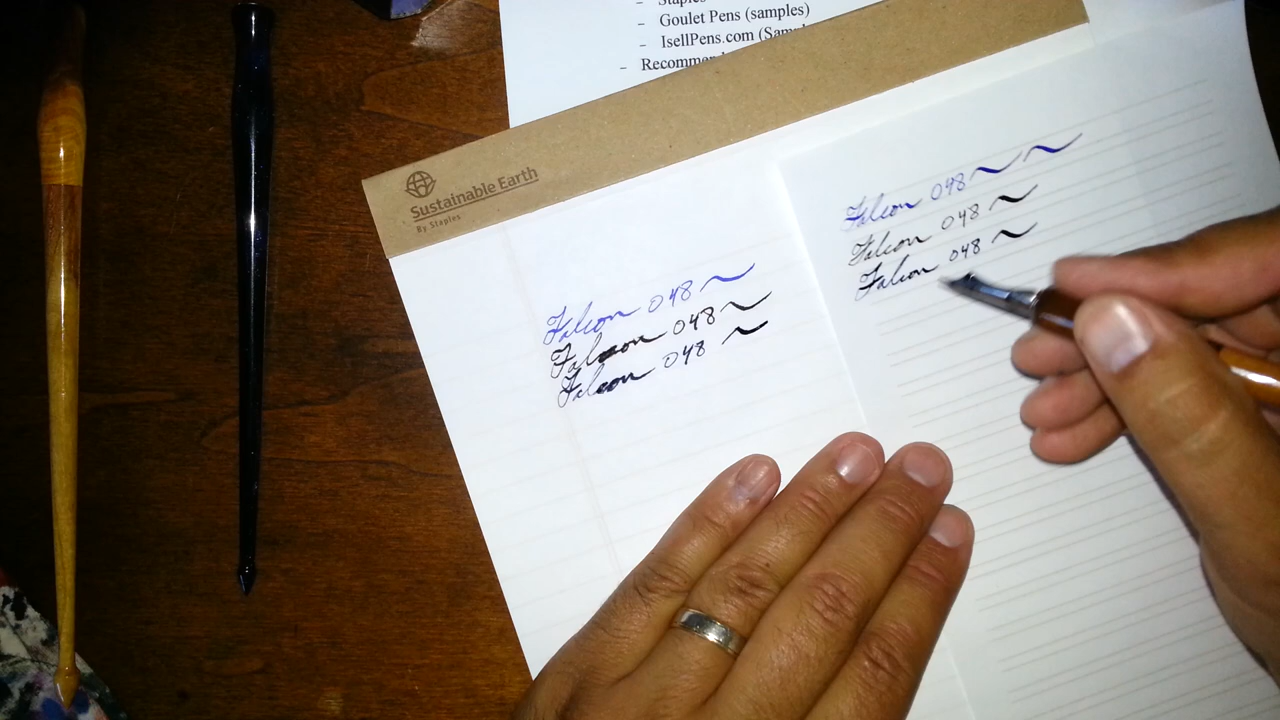 – Staples
– Goulet Pens (samples)
– IsellPens.com (Sam
– Recommen
Sustainable Earth
By Staples
Falcon 048 ~
Falcon 048 ~
Falcon 048 ~
Falcon 048 ~ ~
Falcon 048 ~
Falcon 048 ~